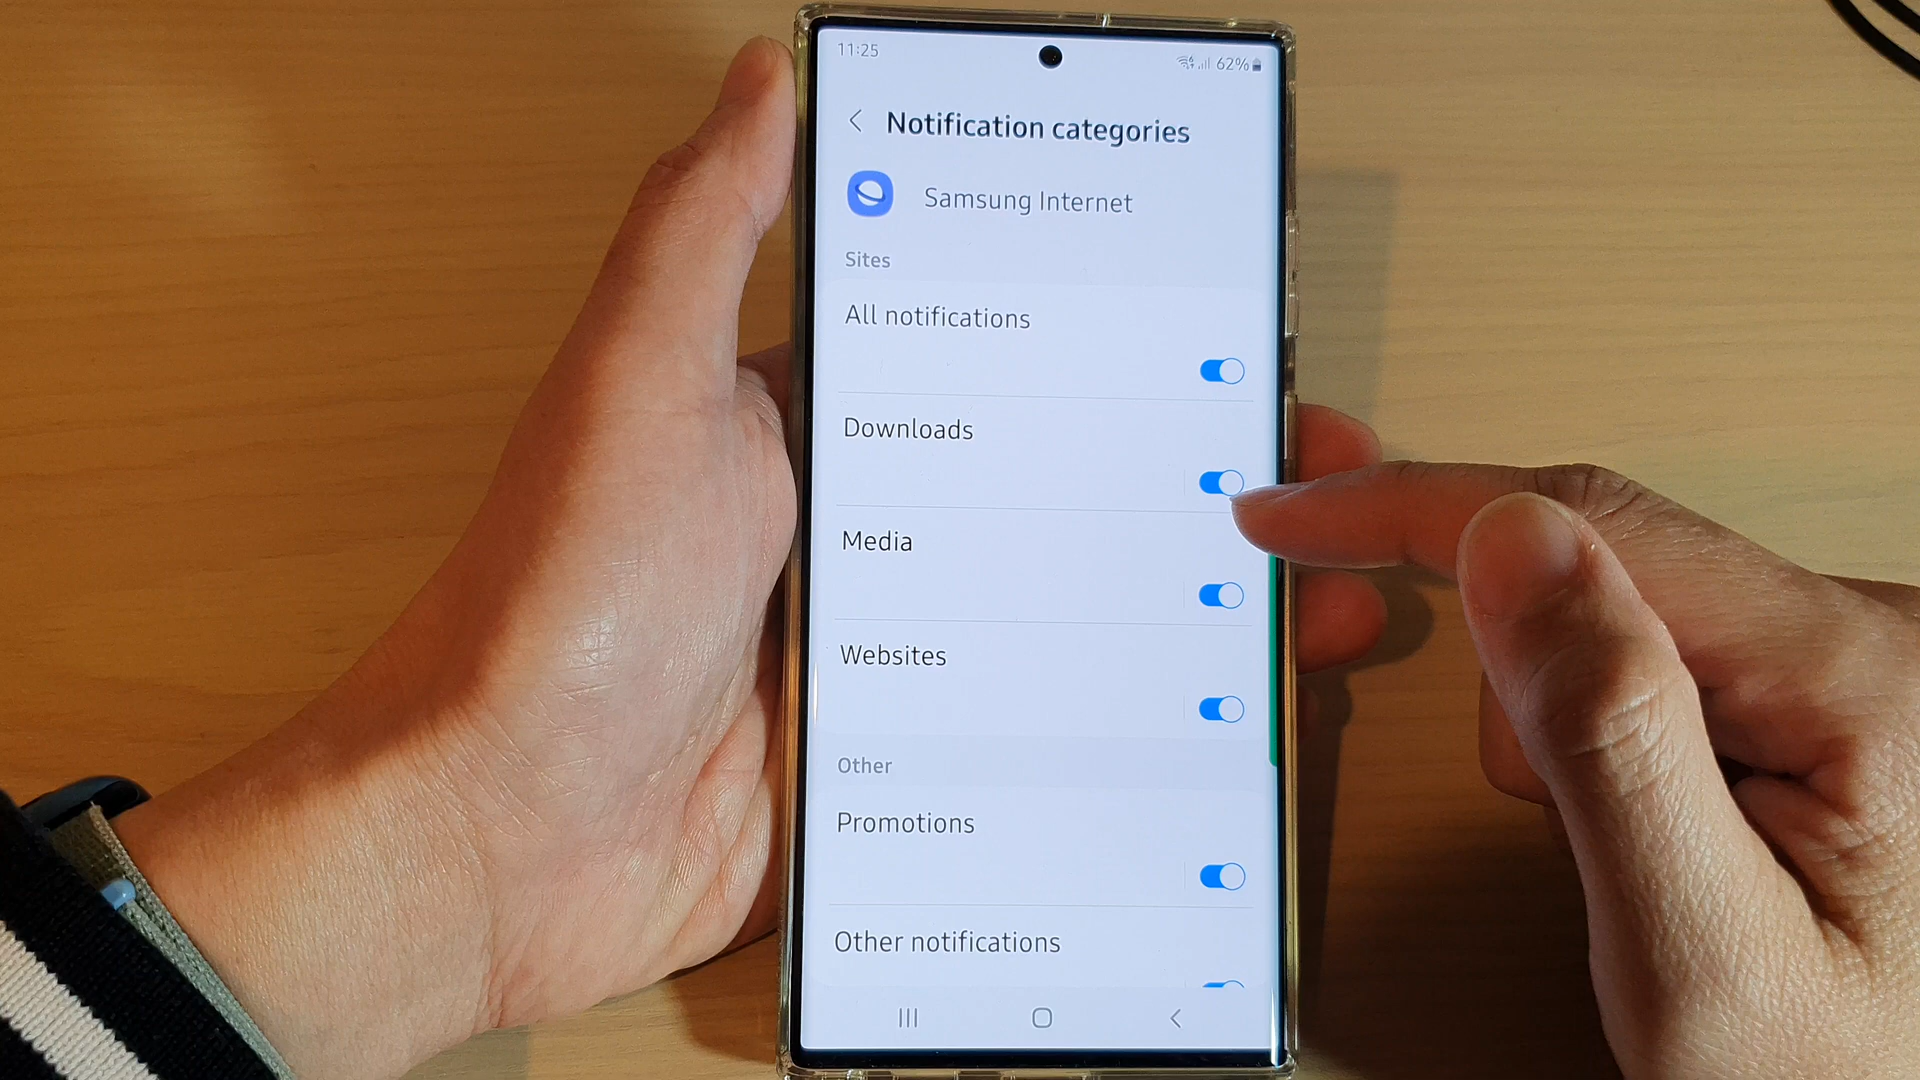 11:25
62%
Notification categories
Samsung Internet
Sites
All notifications
Downloads
Media
Websites
Other
Promotions
Other notifications